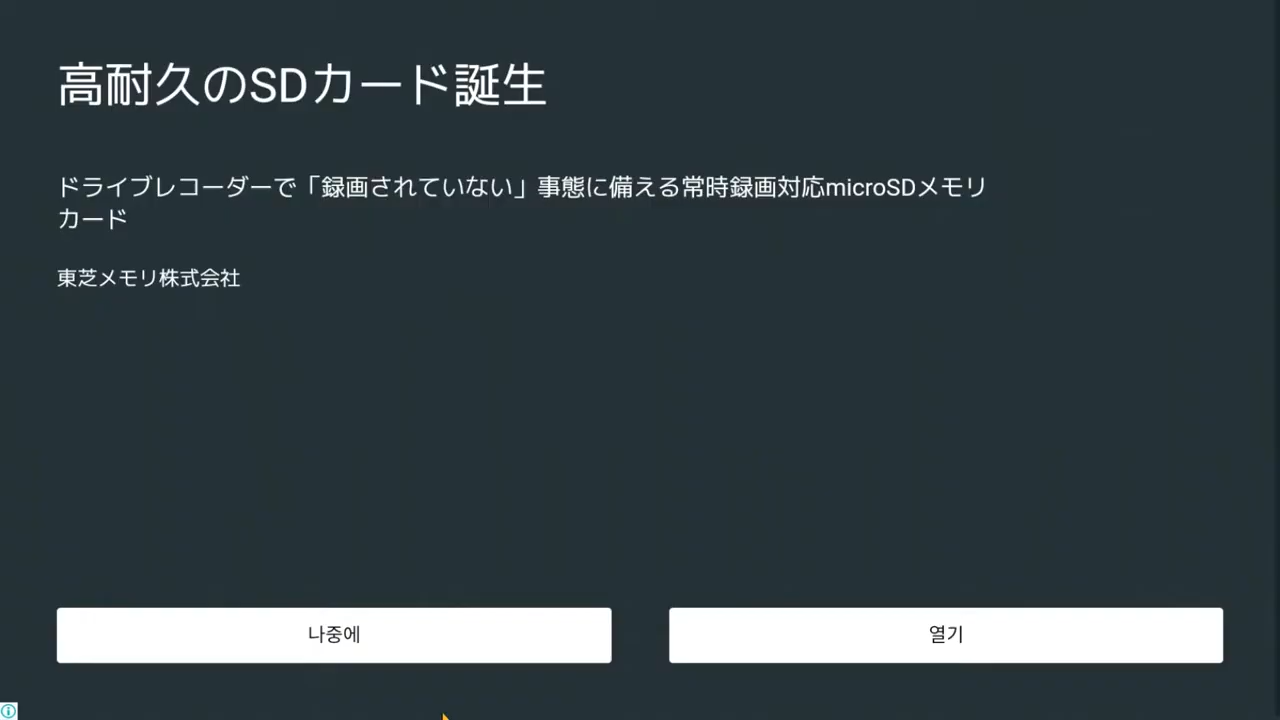 高耐久のSDカード誕生
ドライブレコーダーで「録画されていない」事態に備える常時録画対応microSDメモリ
カード
東芝メモリ株式会社
나중에
열기